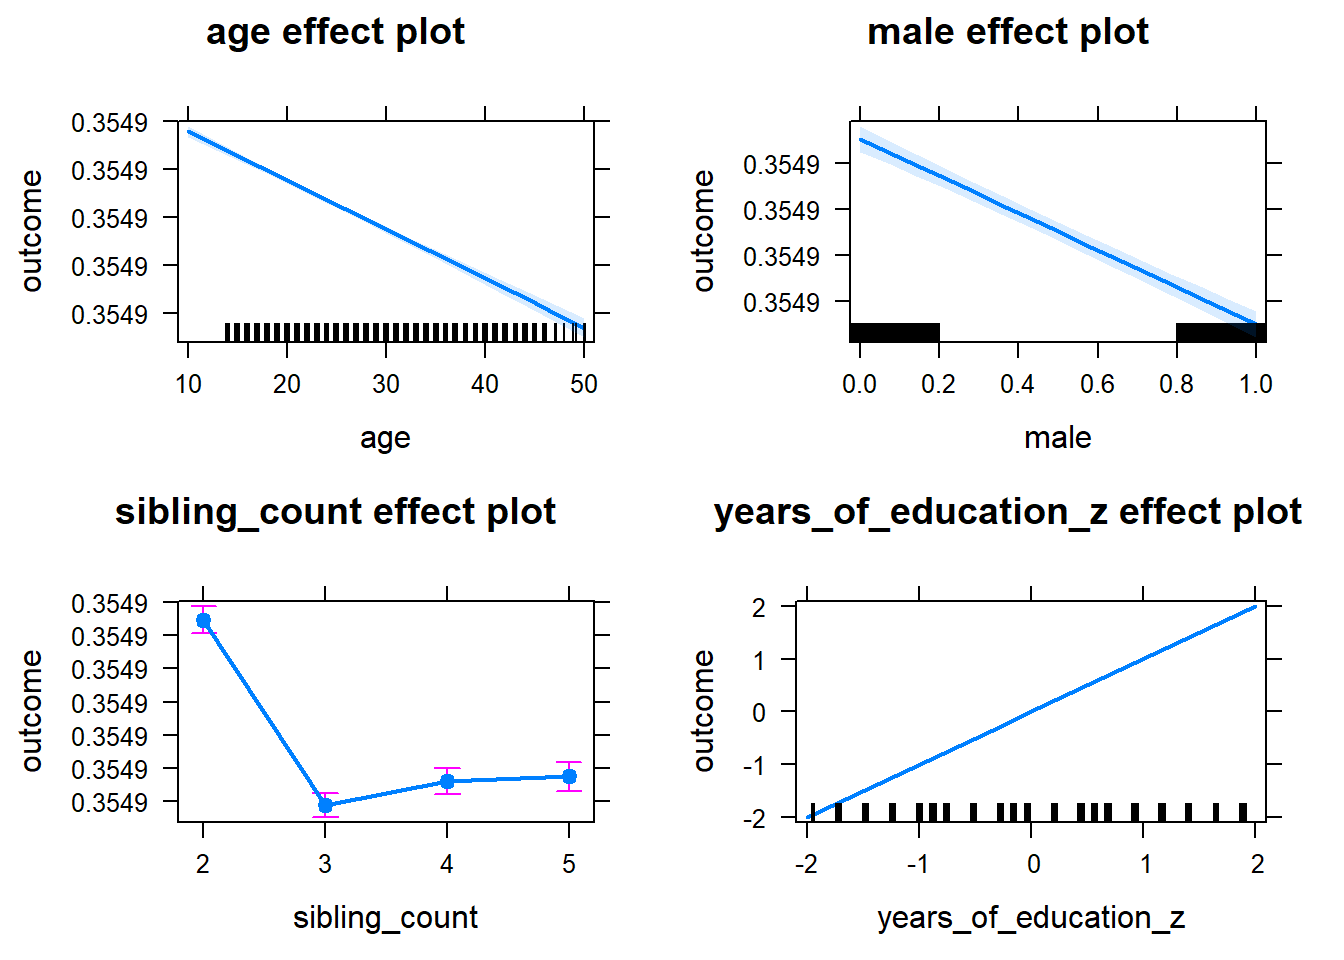 age effect plot
outcome
0.3549
0.3549
0.3549
0.3549
0.3549
10 20 30 40 50
age
male effect plot
outcome
0.3549
0.3549
0.3549
0.3549
0.0 0.2 0.4 0.6 0.8 1.0
male
sibling_count effect plot
outcome
0.3549
0.3549
0.3549
0.3549
0.3549
0.3549
0.3549
2 3 4 5
sibling_count
years_of_education_z effect plot
outcome
2
1
0
-1
-2
-2 -1 0 1 2
years_of_education_z